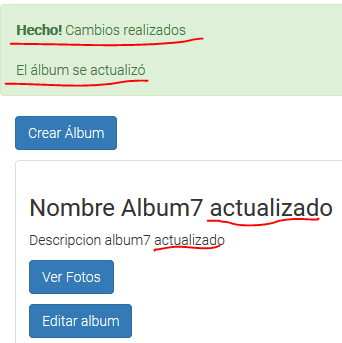 Hecho! Cambios realizados
El álbum se actualizó
Crear Álbum
Nombre Album7 actualizado
Descripcion album7 actualizado
Ver Fotos
Editar album